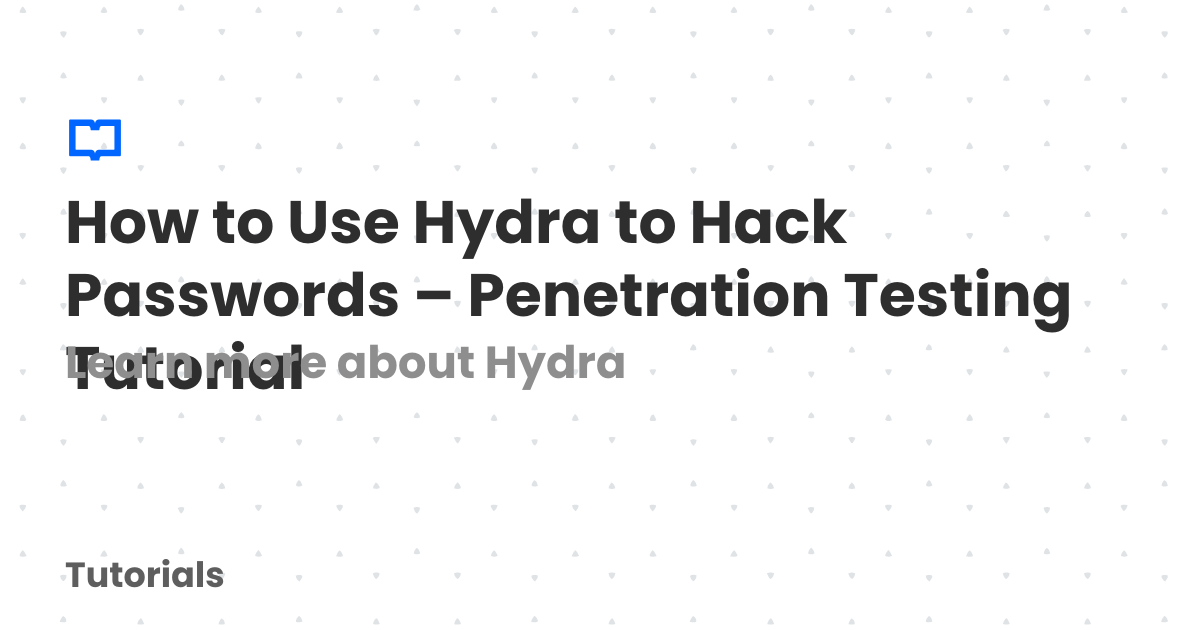 How to Use Hydra to Hack
Passwords – Penetration Testing
Tutorial
Learn more about Hydra
Tutorials